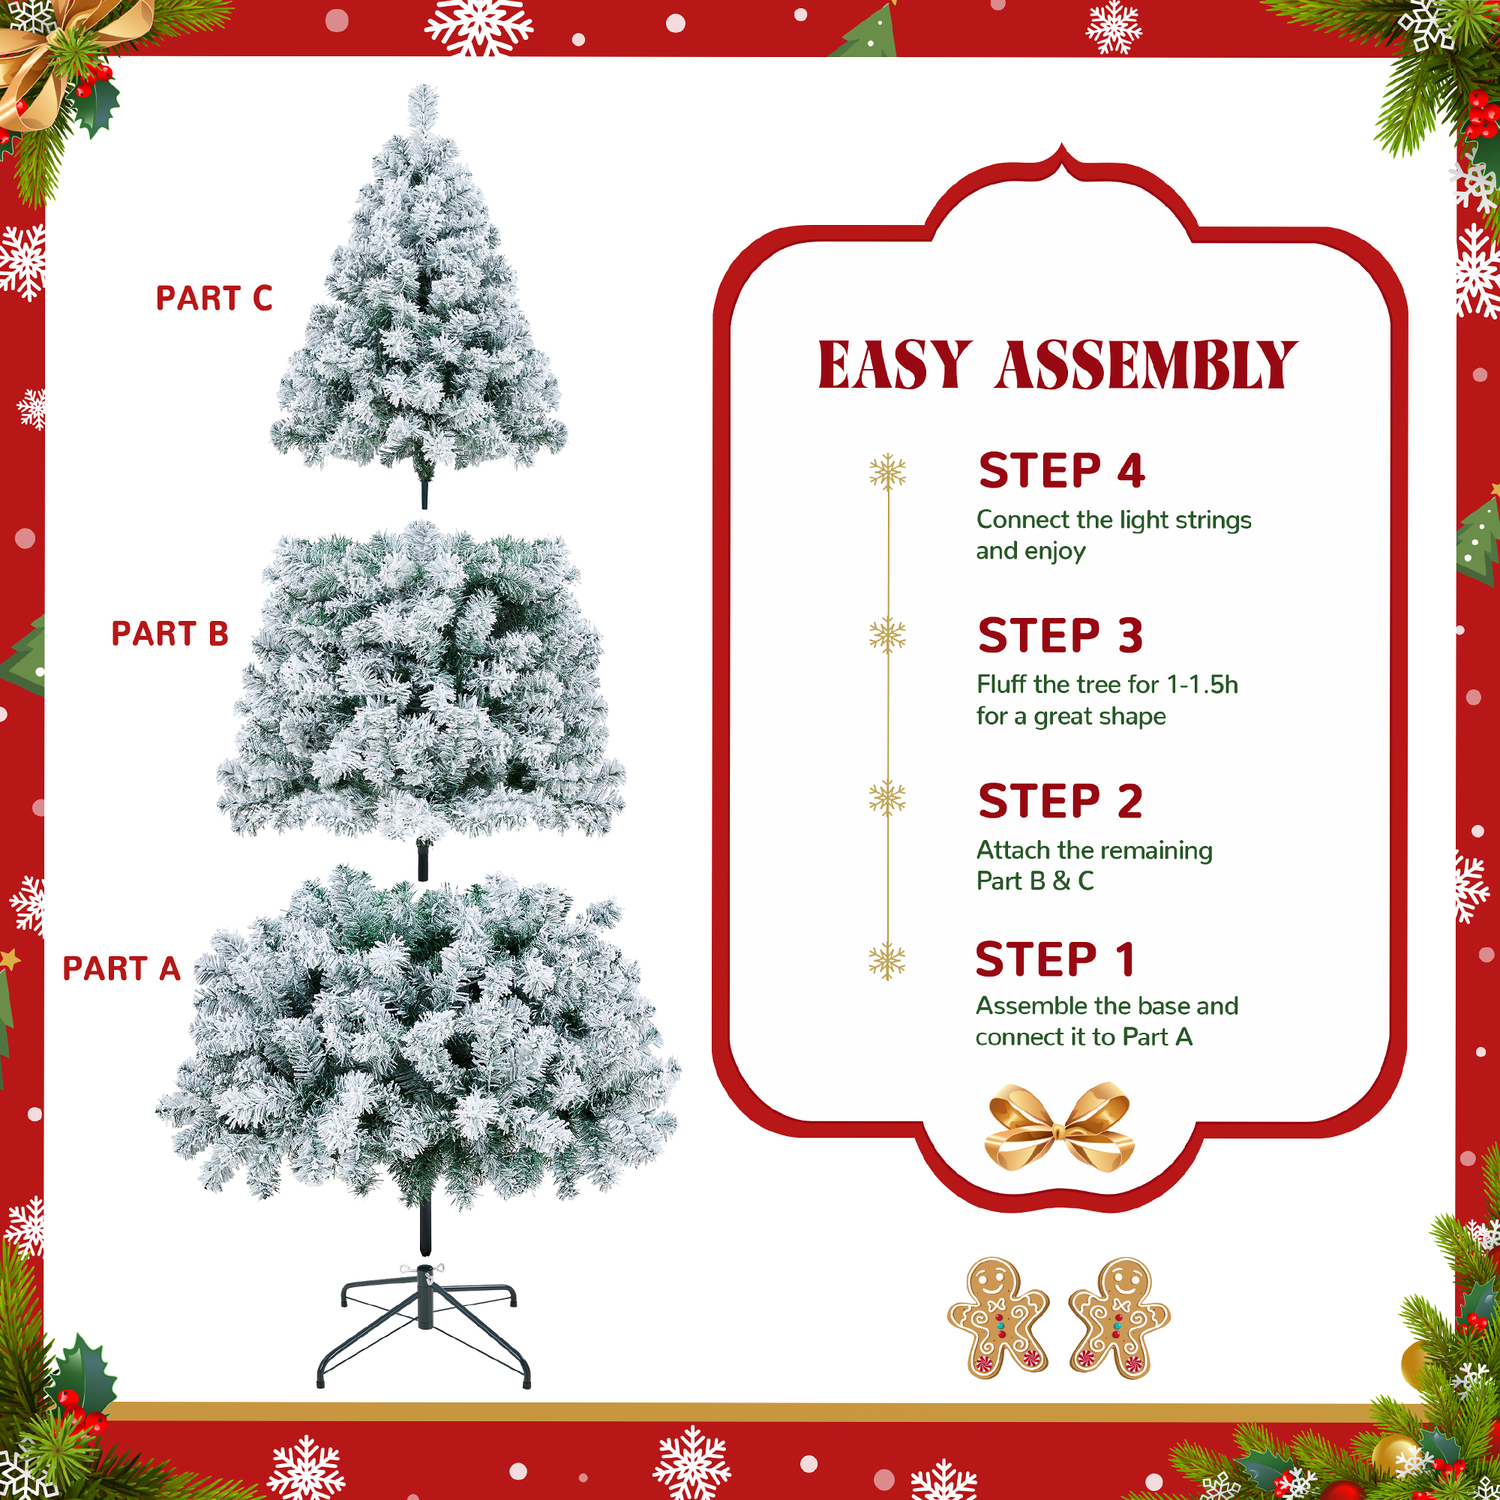 PART C
PART B
PART A
EASY ASSEMBLY
STEP 4
Connect the light strings
and enjoy
STEP 3
Fluff the tree for 1-1.5h
for a great shape
STEP 2
Attach the remaining
Part B & C
STEP 1
Assemble the base and
connect it to Part A